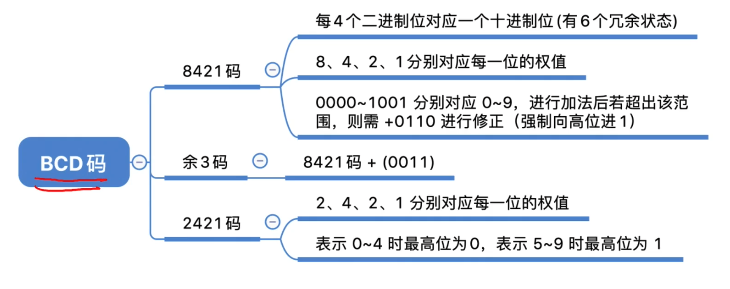 每4个二进制位对应一个十进制位(有6个冗余状态)
8421码
8、4、2、1分别对应每一位的权值
0000~1001 分别对应 0~9，进行加法后若超出该范
围，则需 +0110 进行修正（强制向高位进1）
BCD码
余3码
8421码 + (0011)
2、4、2、1 分别对应每一位的权值
2421码
表示 0~4 时最高位为0，表示 5~9 时最高位为 1